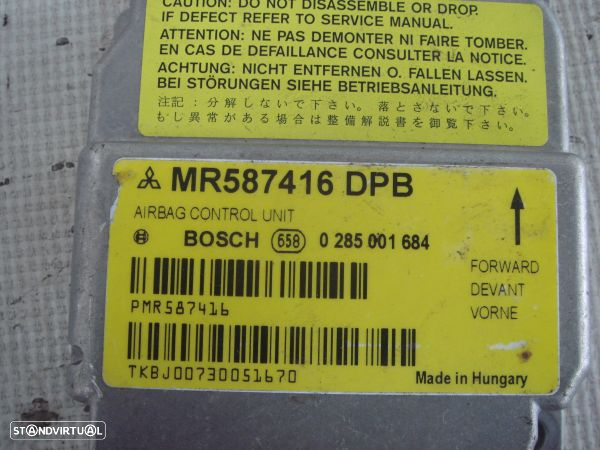 CAUTION: DO NOT DISASSEMBLE OR DROP.
IF DEFECT REFER TO SERVICE MANUAL.
ATTENTION: NE PAS DEMONTER NI FAIRE TOMBER.
EN CAS DE DEFAILLANCE CONSULTER LA NOTICE.
ACHTUNG: NICHT ENTFERNEN O. FALLEN LASSEN.
BEI STÖRUNGEN SIEHE BETRIEBSANLEITUNG.
注記：分解しないで下さい。落とさないで下さい。
もし異常がある場合は整備解説書を御覧下さい。
MR587416 DPB
AIRBAG CONTROL UNIT
BOSCH 658 0 285 001 684
FORWARD
DEVANT
VORNE
PMR587416
TKBJ00730051670
Made in Hungary
STANDVIRTUAL